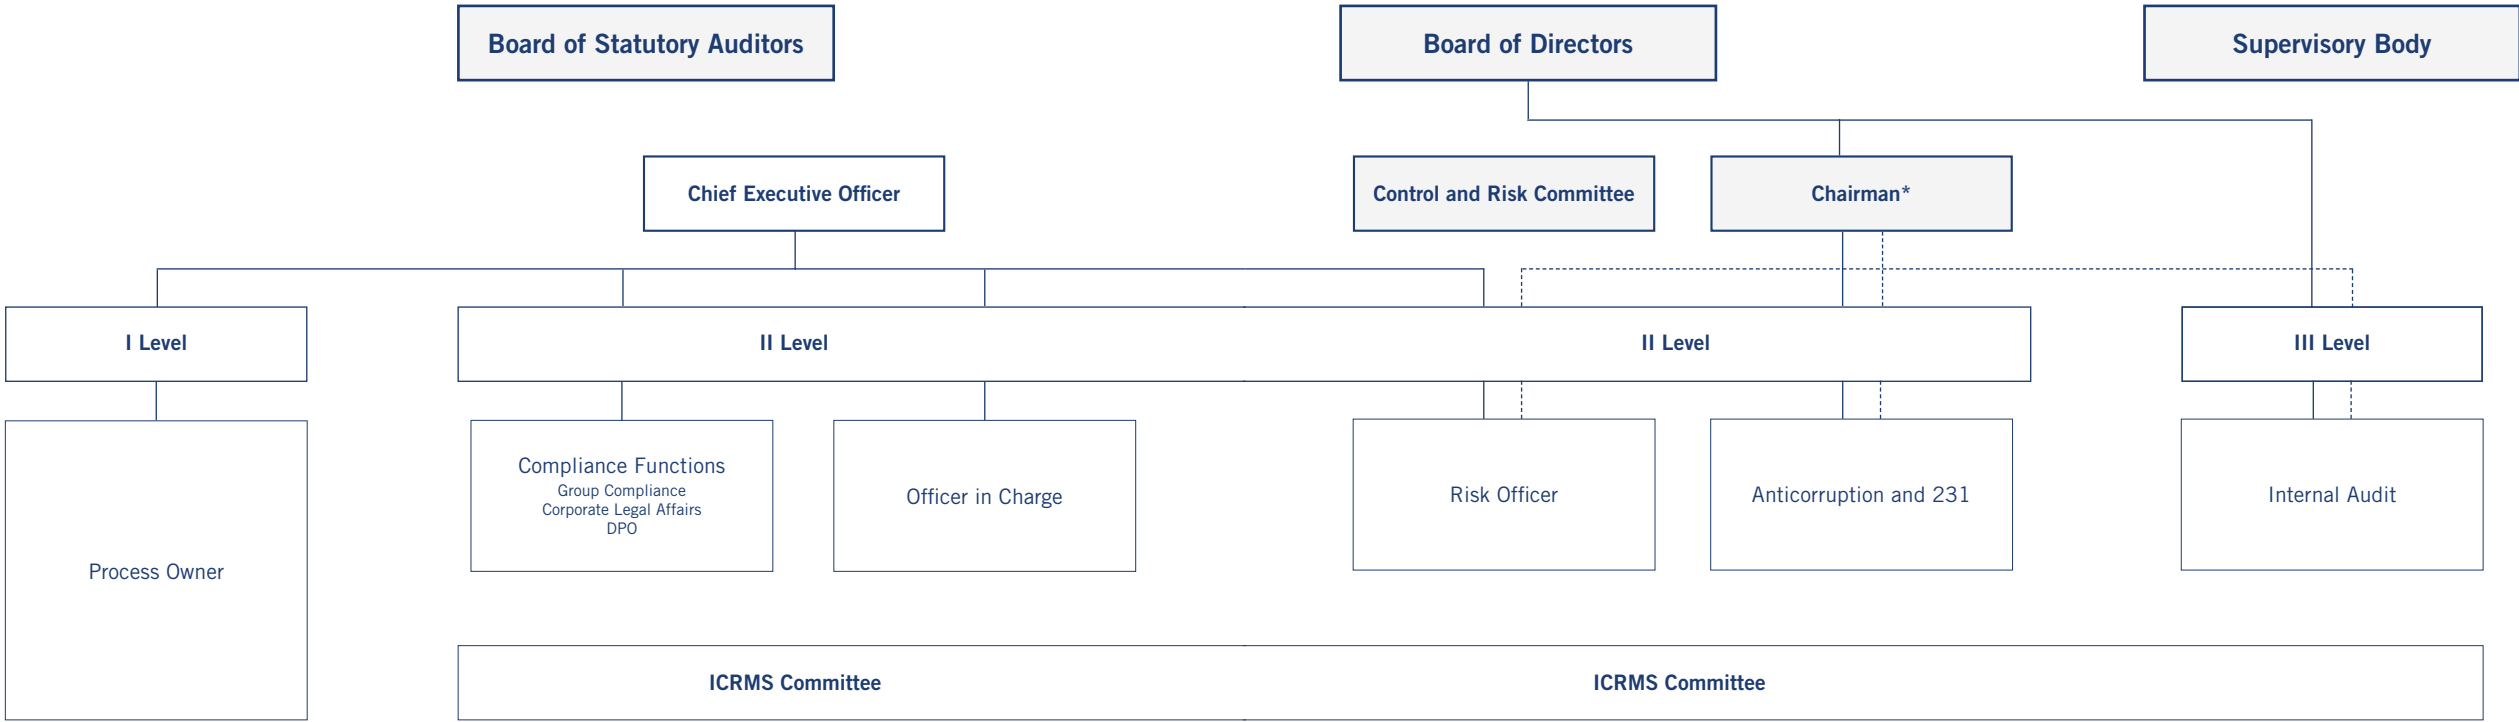 Board of Statutory Auditors
Board of Directors
Supervisory Body
Chief Executive Officer
Control and Risk Committee
Chairman*
I Level
II Level
II Level
III Level
Process Owner
Compliance Functions
Group Compliance
Corporate Legal Affairs
DPO
Officer in Charge
Risk Officer
Anticorruption and 231
Internal Audit
ICRMS Committee
ICRMS Committee